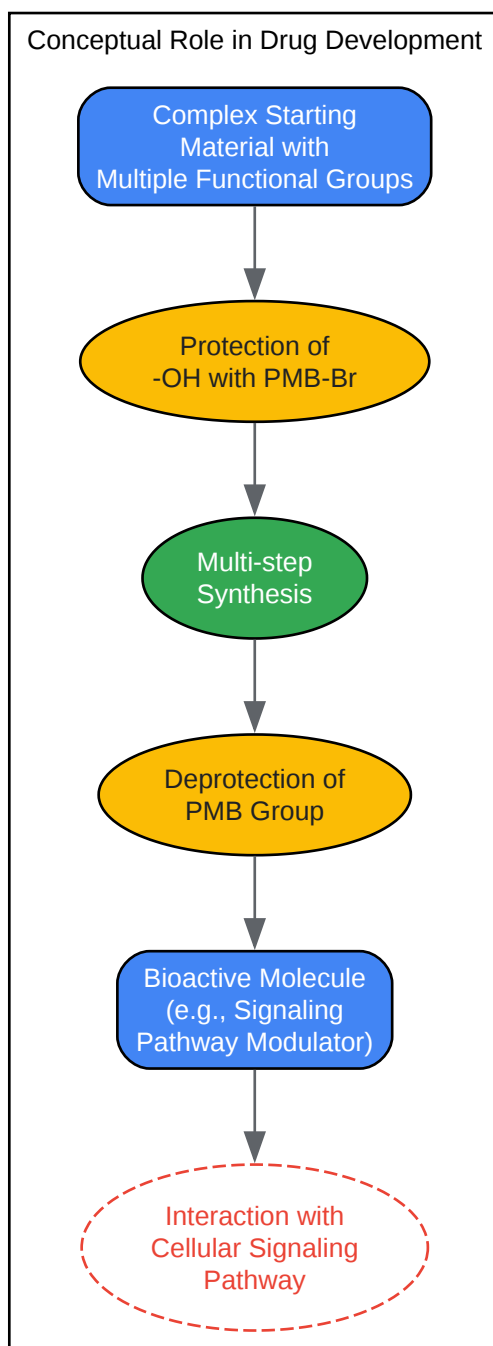 Conceptual Role in Drug Development
Complex Starting
Material with
Multiple Functional Groups
Protection of
-OH with PMB-Br
Multi-step
Synthesis
Deprotection of
PMB Group
Bioactive Molecule
(e.g., Signaling
Pathway Modulator)
Interaction with
Cellular Signaling
Pathway